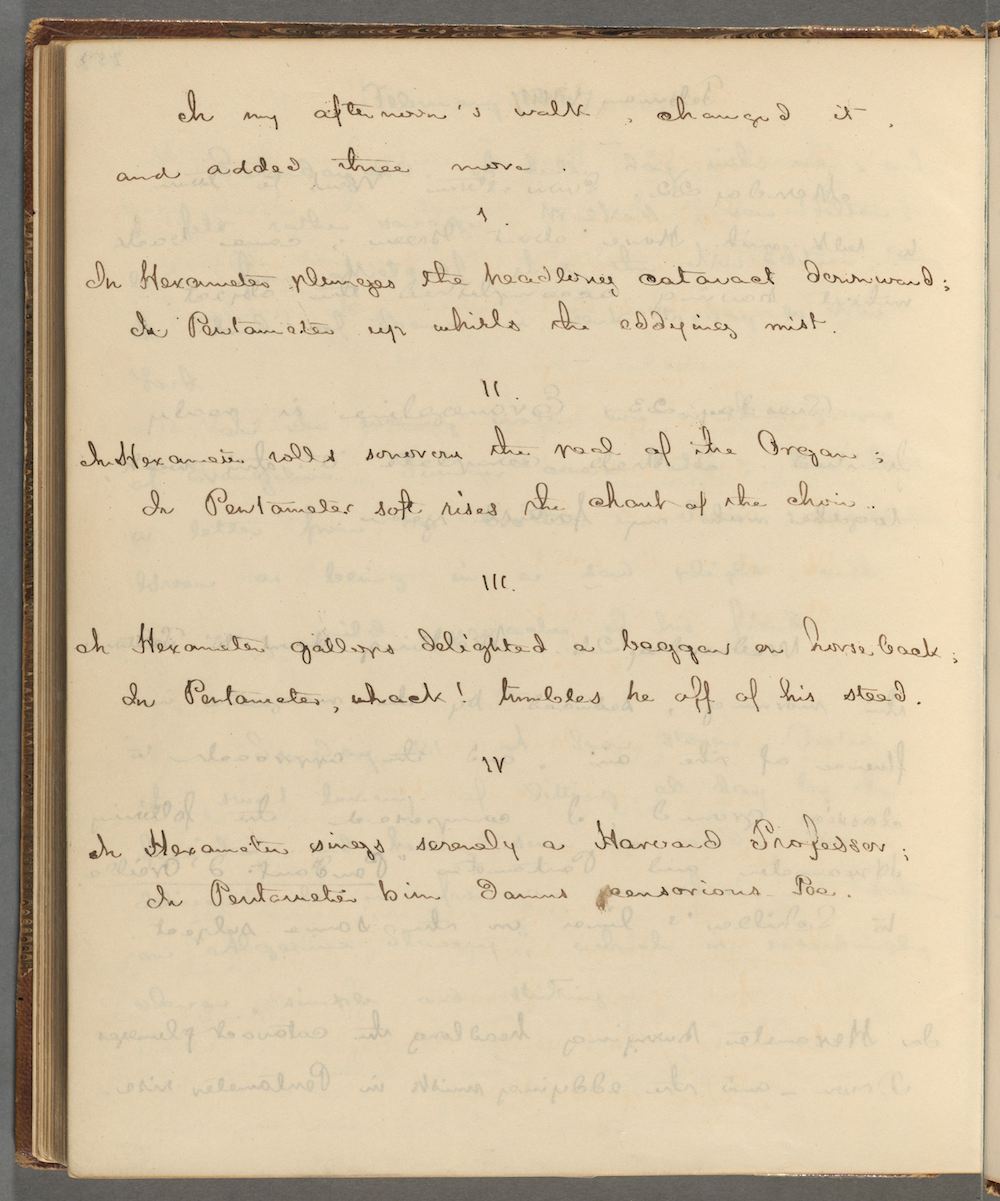 In my afternoon's walk, changed it,
and added three more.
I.
In Hexameter plunges the headlong cataract downward;
In Pentameter up whirls the eddying mist.
II.
In Hexameter rolls sonorous the peal of the Organ;
In Pentameter soft rises the chant of the choir.
III.
In Hexameter gallops delighted a beggar on horseback;
In Pentameter, whack! tumbles he off of his steed.
IV
In Hexameter sings serenely a Harvard Professor;
In Pentameter him damns censorious Poe.